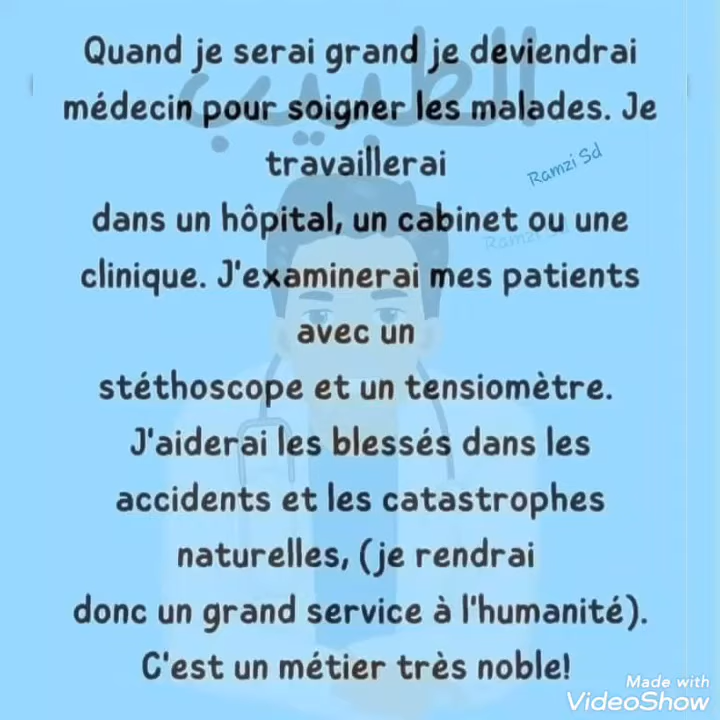 الطبيب
Quand je serai grand je deviendrai
médecin pour soigner les malades. Je
travaillerai
Ramzi Sd
dans un hôpital, un cabinet ou une
Ramzi Sd
clinique. J'examinerai mes patients
avec un
stéthoscope et un tensiomètre.
J'aiderai les blessés dans les
accidents et les catastrophes
naturelles, (je rendrai
donc un grand service à l'humanité).
C'est un métier très noble!
Made with
VideoShow